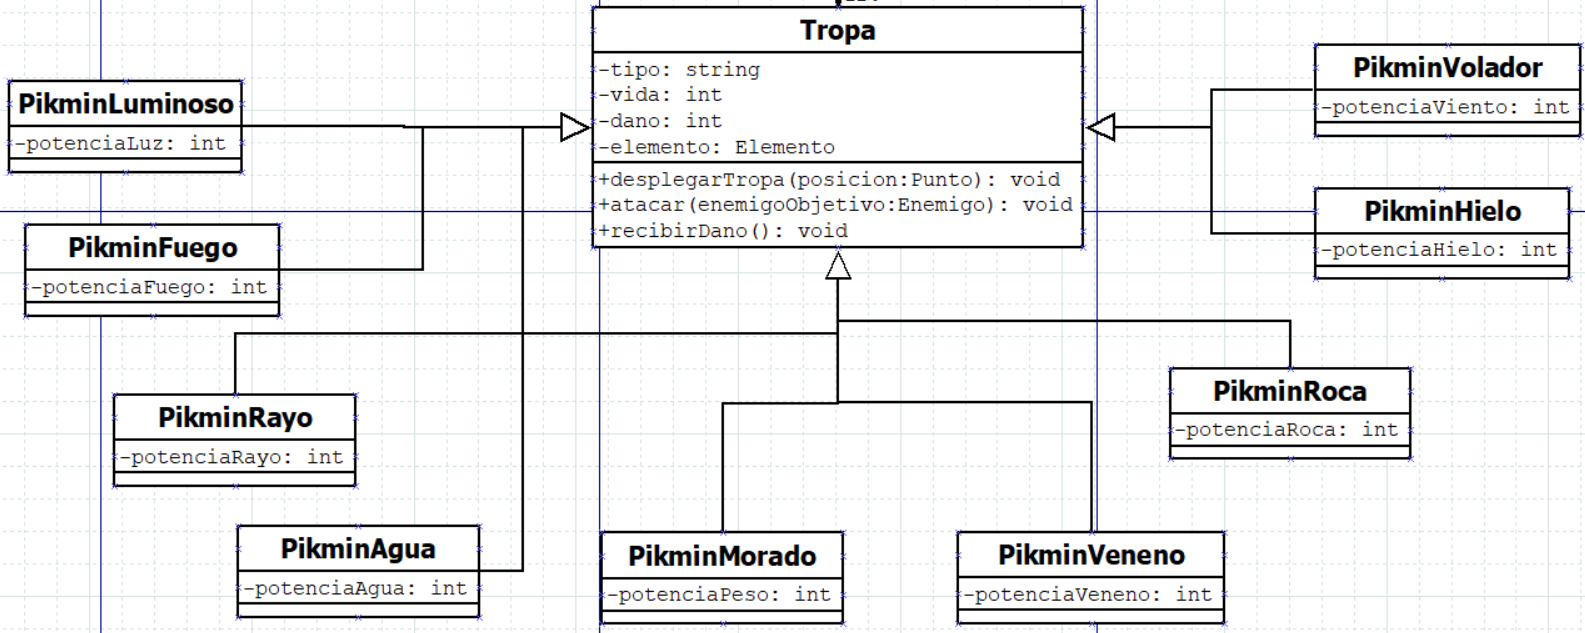 Tropa
-tipo: string
-vida: int
-dano: int
-elemento: Elemento
+desplegarTropa(posicion:Punto): void
+atacar(enemigoObjetivo:Enemigo): void
+recibirDano(): void
PikminLuminoso
-potenciaLuz: int
PikminVolador
-potenciaViento: int
PikminFuego
-potenciaFuego: int
PikminHielo
-potenciaHielo: int
PikminRayo
-potenciaRayo: int
PikminRoca
-potenciaRoca: int
PikminAgua
-potenciaAgua: int
PikminMorado
-potenciaPeso: int
PikminVeneno
-potenciaVeneno: int